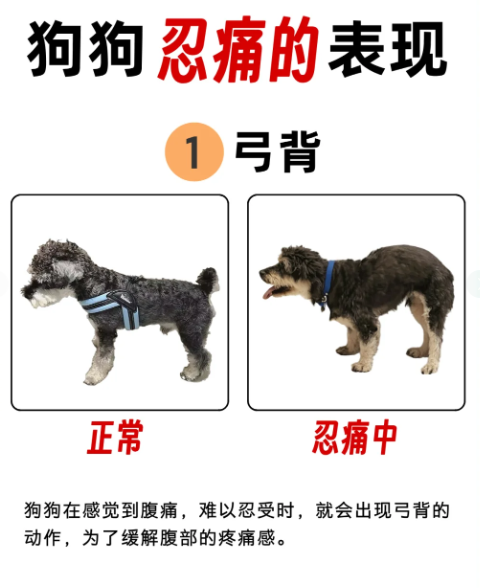 狗狗忍痛的表现
1 弓背
正常
忍痛中
狗狗在感觉到腹痛，难以忍受时，就会出现弓背的
动作，为了缓解腹部的疼痛感。